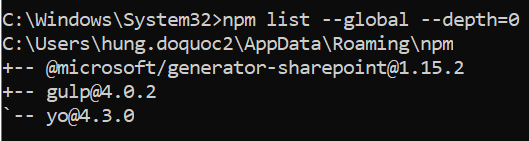 C:\Windows\System32>npm list --global --depth=0
C:\Users\hung.doquoc2\AppData\Roaming\npm
+-- @microsoft/generator-sharepoint@1.15.2
+-- gulp@4.0.2
`-- yo@4.3.0